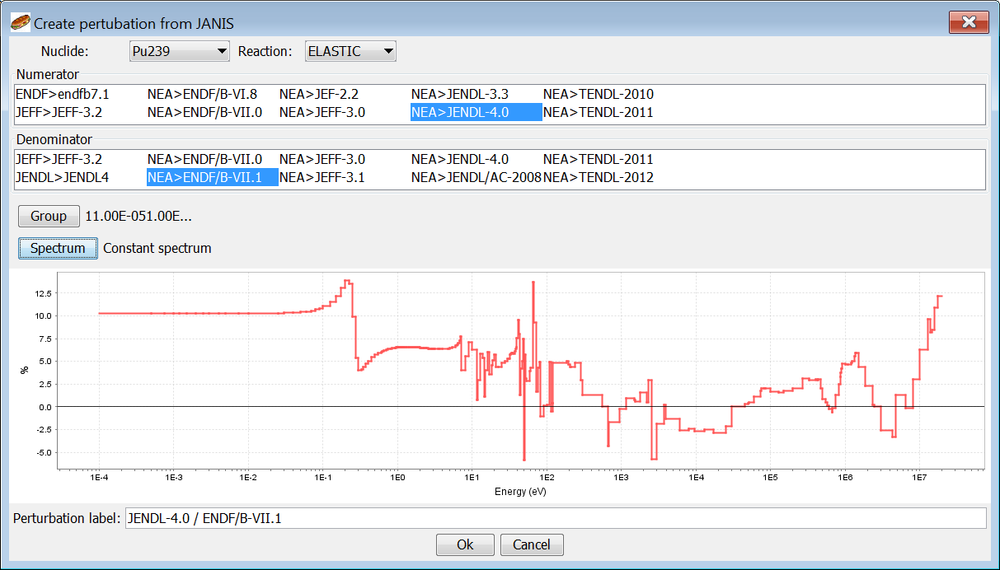 Create pertubation from JANIS
Nuclide: Pu239 Reaction: ELASTIC
Numerator
ENDF>endfb7.1 NEA>ENDF/B-VI.8 NEA>JEF-2.2 NEA>JENDL-3.3 NEA>TENDL-2010
JEFF>JEFF-3.2 NEA>ENDF/B-VII.0 NEA>JEFF-3.0 NEA>JENDL-4.0 NEA>TENDL-2011
Denominator
JEFF>JEFF-3.2 NEA>ENDF/B-VII.0 NEA>JEFF-3.0 NEA>JENDL-4.0 NEA>TENDL-2011
JENDL>JENDL4 NEA>ENDF/B-VII.1 NEA>JEFF-3.1 NEA>JENDL/AC-2008 NEA>TENDL-2012
Group 11.00E-051.00E...
Spectrum Constant spectrum
12.5
10.0
7.5
5.0
%
2.5
0.0
-2.5
-5.0
1E-4 1E-3 1E-2 1E-1 1E0 1E1 1E2 1E3 1E4 1E5 1E6 1E7
Energy (eV)
Perturbation label: JENDL-4.0 / ENDF/B-VII.1
Ok Cancel